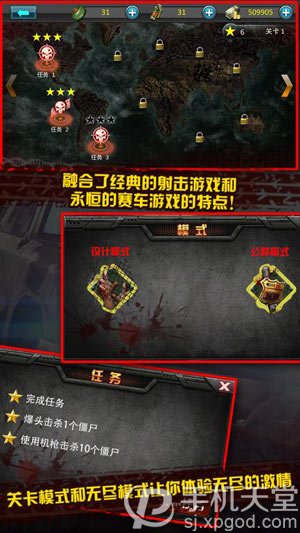 31
31
509905
6 关卡1
任务 1
任务 2
任务 3
融合了经典的射击游戏和
永恒的赛车游戏的特点!
模式
设计模式
公路模式
任务
完成任务
爆头击杀1个僵尸
使用机枪击杀10个僵尸
关卡模式和无尽模式让你体验无尽的激情
手机天堂
sj.xpgod.com